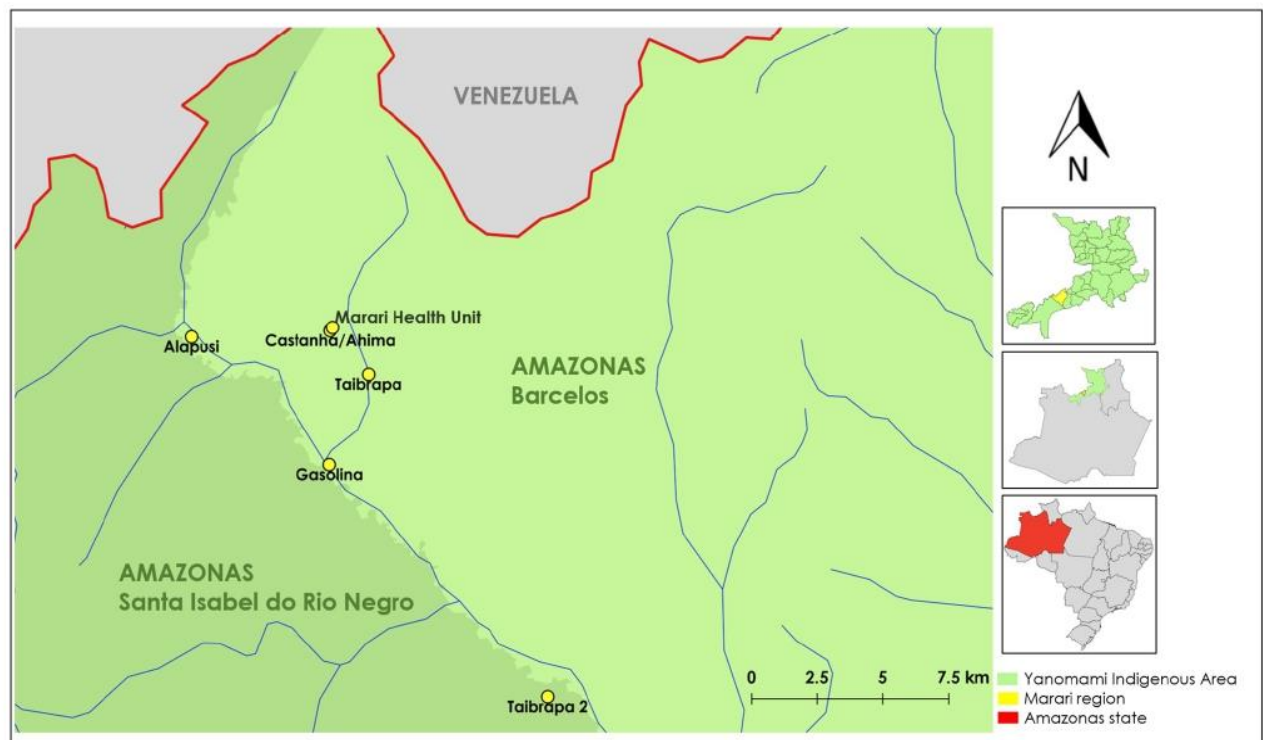 VENEZUELA
N
Marari Health Unit
Castanha/Ahima
Alapusi
Taibrapa
AMAZONAS
Barcelos
Gasolina
AMAZONAS
Santa Isabel do Rio Negro
0 2.5 5 7.5 km
Taibrapa 2
Yanomami Indigenous Area
Marari region
Amazonas state